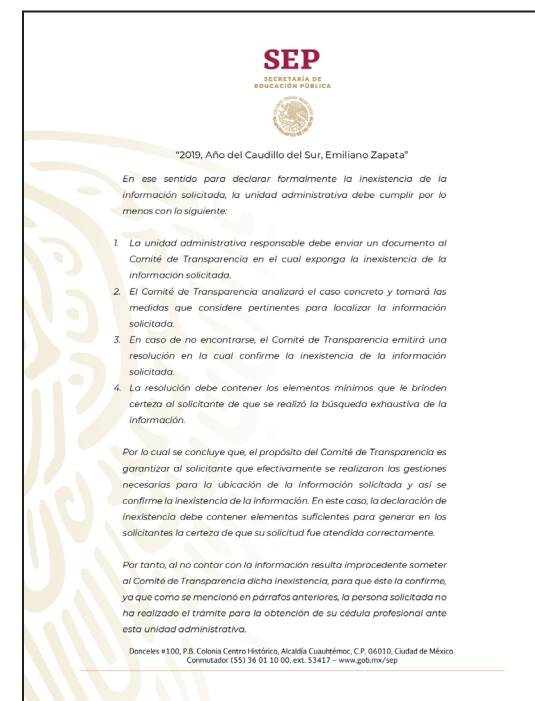 SEP
SECRETARÍA DE
EDUCACIÓN PÚBLICA
“2019, Año del Caudillo del Sur, Emiliano Zapata”
En ese sentido para declarar formalmente la inexistencia de la
información solicitada, la unidad administrativa debe cumplir por lo
menos con lo siguiente:
1. La unidad administrativa responsable debe enviar un documento al
Comité de Transparencia en el cual exponga la inexistencia de la
información solicitada.
2. El Comité de Transparencia analizará el caso concreto y tomará las
medidas que considere pertinentes para localizar la información
solicitada.
3. En caso de no encontrarse, el Comité de Transparencia emitirá una
resolución en la cual confirme la inexistencia de la información
solicitada.
4. La resolución debe contener los elementos mínimos que le brinden
certeza al solicitante de que se realizó la búsqueda exhaustiva de la
información.
Por lo cual se concluye que, el propósito del Comité de Transparencia es
garantizar al solicitante que efectivamente se realizaron las gestiones
necesarias para la ubicación de la información solicitada y así se
confirme la inexistencia de la información. En este caso, la declaración de
inexistencia debe contener elementos suficientes para generar en los
solicitantes la certeza de que su solicitud fue atendida correctamente.
Por tanto, al no contar con la información resulta improcedente someter
al Comité de Transparencia dicha inexistencia, para que éste la confirme,
ya que como se mencionó en párrafos anteriores, la persona solicitada no
ha realizado el trámite para la obtención de su cédula profesional ante
esta unidad administrativa.
Donceles #100, P.B. Colonia Centro Histórico, Alcaldía Cuauhtémoc, C.P. 06010, Ciudad de México.
Conmutador (55) 36 01 10 00, ext. 53417 – www.gob.mx/sep